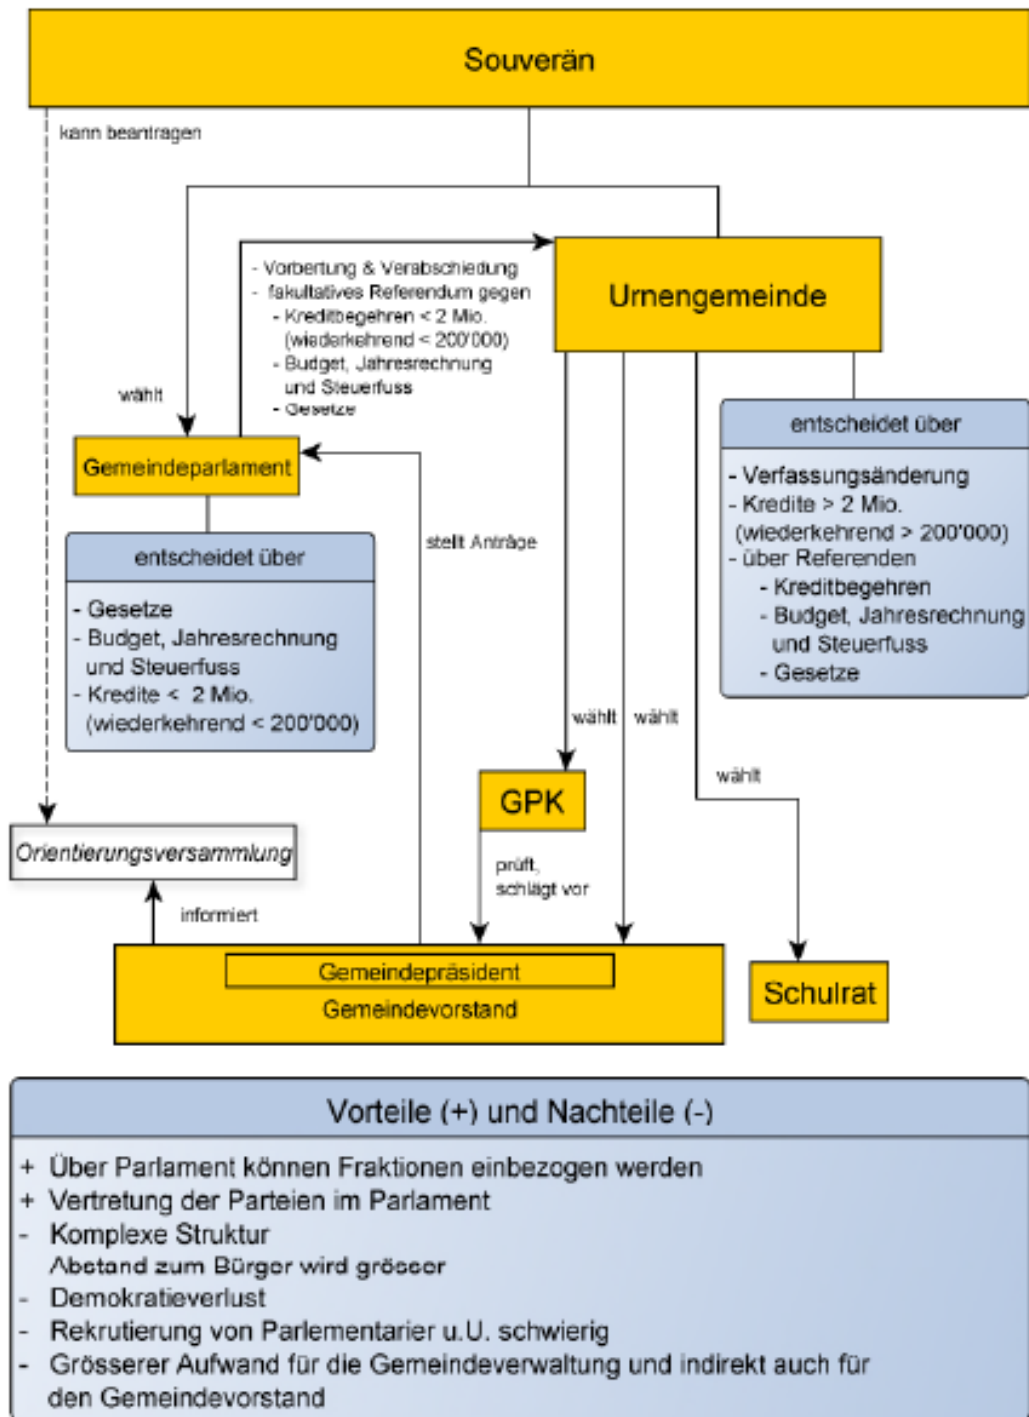 Souverän
kann beantragen
- Vorbertung & Verabschiedung
- fakultatives Referendum gegen
- Kreditbegehren < 2 Mio.
(wiederkehrend < 200'000)
- Budget, Jahresrechnung
und Steuerfuss
- Gesetze
Urnengemeinde
wählt
Gemeindeparlament
entscheidet über
- Verfassungsänderung
- Kredite > 2 Mio.
(wiederkehrend > 200'000)
- über Referenden
- Kreditbegehren
- Budget, Jahresrechnung
und Steuerfuss
- Gesetze
stellt Anträge
entscheidet über
- Gesetze
- Budget, Jahresrechnung
und Steuerfuss
- Kredite < 2 Mio.
(wiederkehrend < 200'000)
wählt
wählt
wählt
GPK
Orientierungsversammlung
prüft,
schlägt vor
informiert
Gemeindepräsident
Gemeindevorstand
Schulrat
Vorteile (+) und Nachteile (-)
+ Über Parlament können Fraktionen einbezogen werden
+ Vertretung der Parteien im Parlament
- Komplexe Struktur
Abstand zum Bürger wird grösser
- Demokratieverlust
- Rekrutierung von Parlementarier u.U. schwierig
- Grösserer Aufwand für die Gemeindeverwaltung und indirekt auch für
den Gemeindevorstand